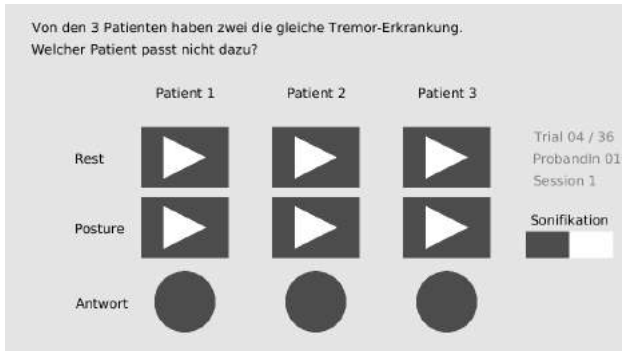 Von den 3 Patienten haben zwei die gleiche Tremor-Erkrankung.
Welcher Patient passt nicht dazu?
Patient 1 Patient 2 Patient 3
Rest
Trial 04 / 36
ProbandIn 01
Session 1
Posture
Sonifikation
Antwort